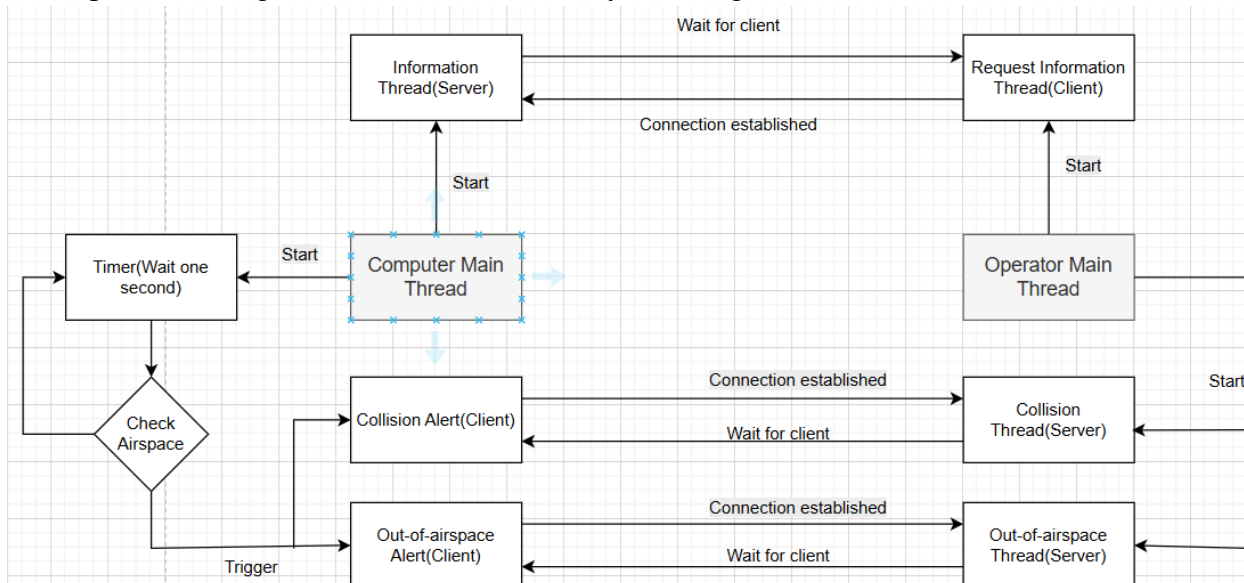 Wait for client
Information
Thread(Server)
Request Information
Thread(Client)
Connection established
Start
Start
Timer(Wait one
second)
Start
Computer Main
Thread
Operator Main
Thread
Check
Airspace
Collision Alert(Client)
Connection established
Wait for client
Collision
Thread(Server)
Start
Out-of-airspace
Alert(Client)
Connection established
Wait for client
Out-of-airspace
Thread(Server)
Trigger